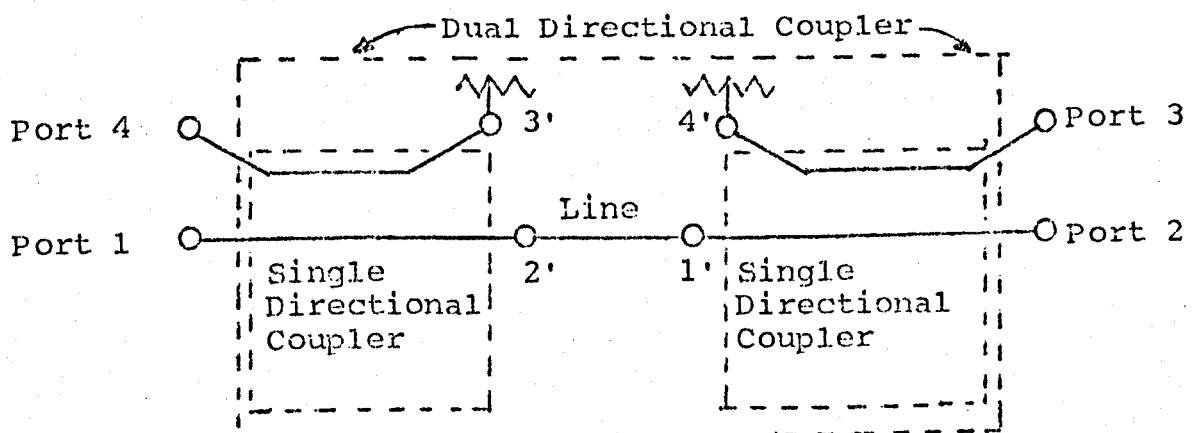 Dual Directional Coupler
Port 4
3'
4'
Port 3
Line
Port 1
2'
1'
Port 2
Single
Directional
Coupler
Single
Directional
Coupler